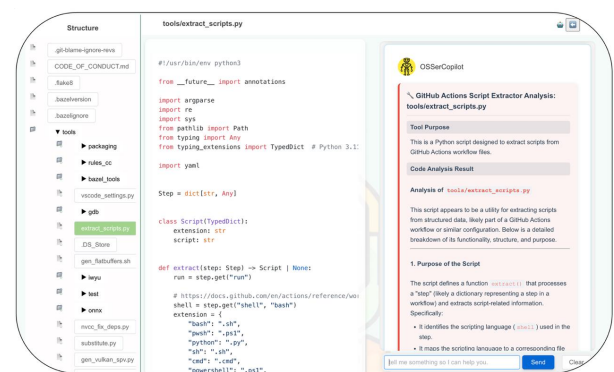 Structure
.git-blame-ignore-revs
CODE_OF_CONDUCT.md
.flake8
.bazelversion
.bazelignore
▼ tools
▶ packaging
▶ rules_cc
▶ bazel_tools
vscode_settings.py
▶ gdb
extract_scripts.py
.DS_Store
gen_flatbuffers.sh
▶ iwyu
▶ test
▶ onnx
nvcc_fix_deps.py
substitute.py
gen_vulkan_spv.py
tools/extract_scripts.py
#!/usr/bin/env python3
from __future__ import annotations
import argparse
import re
import sys
from pathlib import Path
from typing import Any
from typing_extensions import TypedDict # Python 3.1
import yaml
Step = dict[str, Any]
class Script(TypedDict):
extension: str
script: str
def extract(step: Step) -> Script | None:
run = step.get("run")
# https://docs.github.com/en/actions/reference/wor
shell = step.get("shell", "bash")
extension = {
"bash": ".sh",
"pwsh": ".ps1",
"python": ".py",
"sh": ".sh",
"cmd": ".cmd",
"powershell": ".ps1",
OSSerCopilot
GitHub Actions Script Extractor Analysis:
tools/extract_scripts.py
Tool Purpose
This is a Python script designed to extract scripts from
GitHub Actions workflow files.
Code Analysis Result
Analysis of tools/extract_scripts.py
This script appears to be a utility for extracting scripts
from structured data, likely part of a GitHub Actions
workflow or similar configuration. Below is a detailed
breakdown of its functionality, structure, and purpose.
1. Purpose of the Script
The script defines a function extract() that processes
a "step" (likely a dictionary representing a step in a
workflow) and extracts script-related information.
Specifically:
• It identifies the scripting language ( shell ) used in the
step.
• It maps the scripting language to a corresponding file
Tell me something so I can help you.
Send
Clear